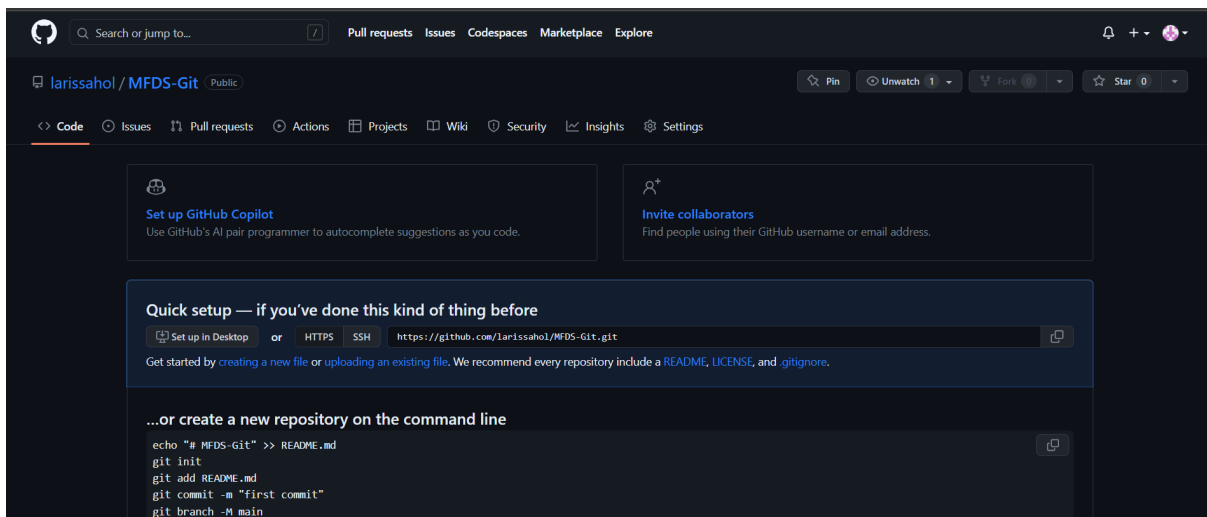 Search or jump to... / Pull requests Issues Codespaces Marketplace Explore
larissahol / MFDS-Git Public Pin Unwatch 1 Fork 0 Star 0
Code Issues Pull requests Actions Projects Wiki Security Insights Settings
Set up GitHub Copilot
Use GitHub's AI pair programmer to autocomplete suggestions as you code.
Invite collaborators
Find people using their GitHub username or email address.
Quick setup — if you've done this kind of thing before
Set up in Desktop or HTTPS SSH https://github.com/larissahol/MFDS-Git.git
Get started by creating a new file or uploading an existing file. We recommend every repository include a README, LICENSE, and .gitignore.
...or create a new repository on the command line
echo "# MFDS-Git" >> README.md
git init
git add README.md
git commit -m "first commit"
git branch -M main